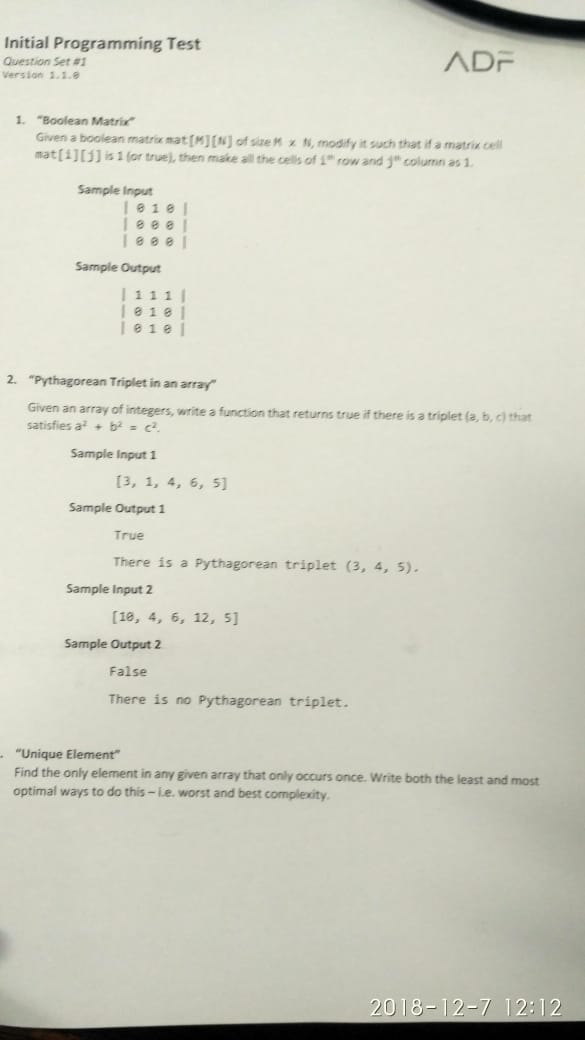 Initial Programming Test
Question Set #1
Version 1.1.0
ADF
1. "Boolean Matrix"
Given a boolean matrix mat[M][N] of size M x N, modify it such that if a matrix cell
mat[i][j] is 1 (or true), then make all the cells of iᵗʰ row and jᵗʰ column as 1.
Sample Input
| 0 1 0 |
| 0 0 0 |
| 0 0 0 |
Sample Output
| 1 1 1 |
| 0 1 0 |
| 0 1 0 |
2. "Pythagorean Triplet in an array"
Given an array of integers, write a function that returns true if there is a triplet (a, b, c) that
satisfies a² + b² = c².
Sample Input 1
[3, 1, 4, 6, 5]
Sample Output 1
True
There is a Pythagorean triplet (3, 4, 5).
Sample Input 2
[10, 4, 6, 12, 5]
Sample Output 2
False
There is no Pythagorean triplet.
. "Unique Element"
Find the only element in any given array that only occurs once. Write both the least and most
optimal ways to do this – i.e. worst and best complexity.
2018-12-7 12:12